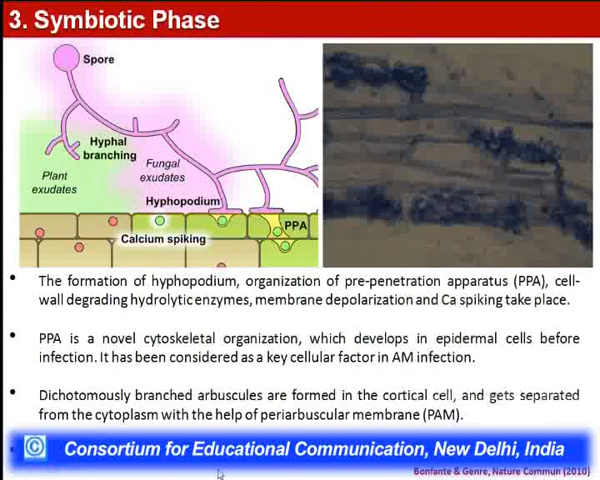 3. Symbiotic Phase
Spore
Hyphal
branching
Plant
exudates
Fungal
exudates
Hyphopodium
PPA
Calcium spiking
• The formation of hyphopodium, organization of pre-penetration apparatus (PPA), cell-
wall degrading hydrolytic enzymes, membrane depolarization and Ca spiking take place.
• PPA is a novel cytoskeletal organization, which develops in epidermal cells before
infection. It has been considered as a key cellular factor in AM infection.
• Dichotomously branched arbuscules are formed in the cortical cell, and gets separated
from the cytoplasm with the help of periarbuscular membrane (PAM).
© Consortium for Educational Communication, New Delhi, India
Bonfante & Genre, Nature Commun (2010)